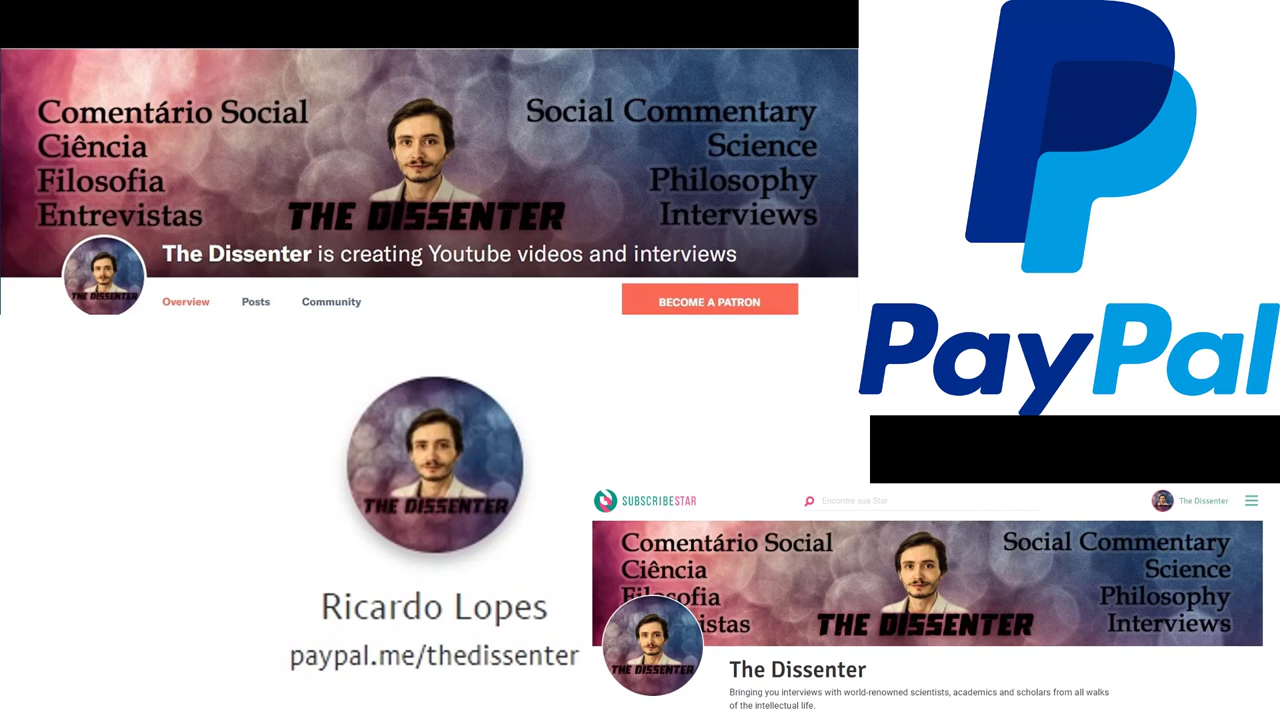 Comentário Social
Ciência
Filosofia
Entrevistas
Social Commentary
Science
Philosophy
Interviews
THE DISSENTER
The Dissenter is creating Youtube videos and interviews
THE DISSENTER
Overview
Posts
Community
BECOME A PATRON
PayPal
THE DISSENTER
Ricardo Lopes
paypal.me/thedissenter
SUBSCRIBESTAR
Encontre sua Star
The Dissenter
Comentário Social
Ciência
Filosofia
istas
Social Commentary
Science
Philosophy
Interviews
THE DISSENTER
THE DISSENTER
The Dissenter
Bringing you interviews with world-renowned scientists, academics and scholars from all walks
of the intellectual life.